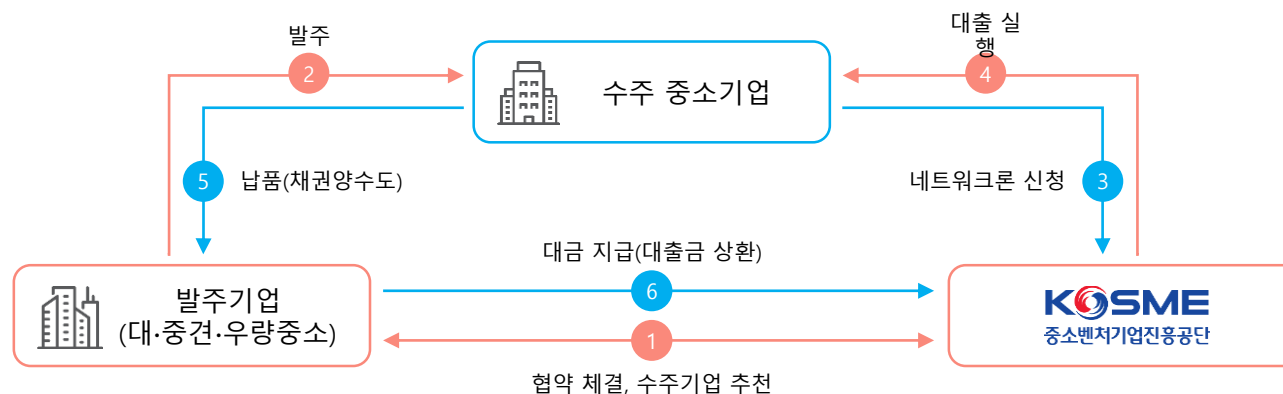 발주
2
대출 실
행
4
수주 중소기업
5
납품(채권양수도)
네트워크론 신청
3
대금 지급(대출금 상환)
6
발주기업
(대·중견·우량중소)
KOSME
중소벤처기업진흥공단
1
협약 체결, 수주기업 추천